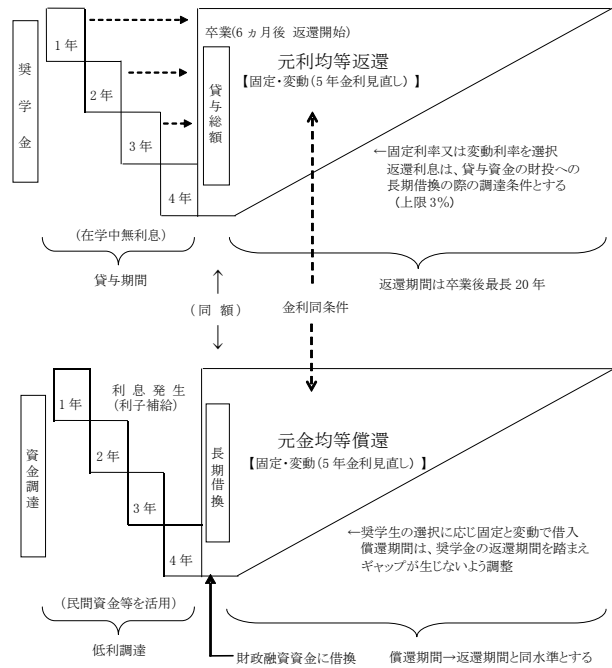 卒業(6 ヵ月後 返還開始)
1 年
元利均等返還
【固定・変動(5 年金利見直し) 】
奨学金
2 年
貸与総額
3 年
←固定利率又は変動利率を選択
返還利息は、貸与資金の財投への
長期借換の際の調達条件とする
(上限 3%)
4 年
(在学中無利息)
貸与期間
返還期間は卒業後最長 20 年
(同 額)
金利同条件
利 息 発 生
(利子補給)
1 年
元金均等償還
【固定・変動(5 年金利見直し) 】
資金調達
2 年
長期借換
3 年
←奨学生の選択に応じ固定と変動で借入
償還期間は、奨学金の返還期間を踏まえ
ギャップが生じないよう調整
4 年
(民間資金等を活用)
低利調達
財政融資資金に借換
償還期間→返還期間と同水準とする